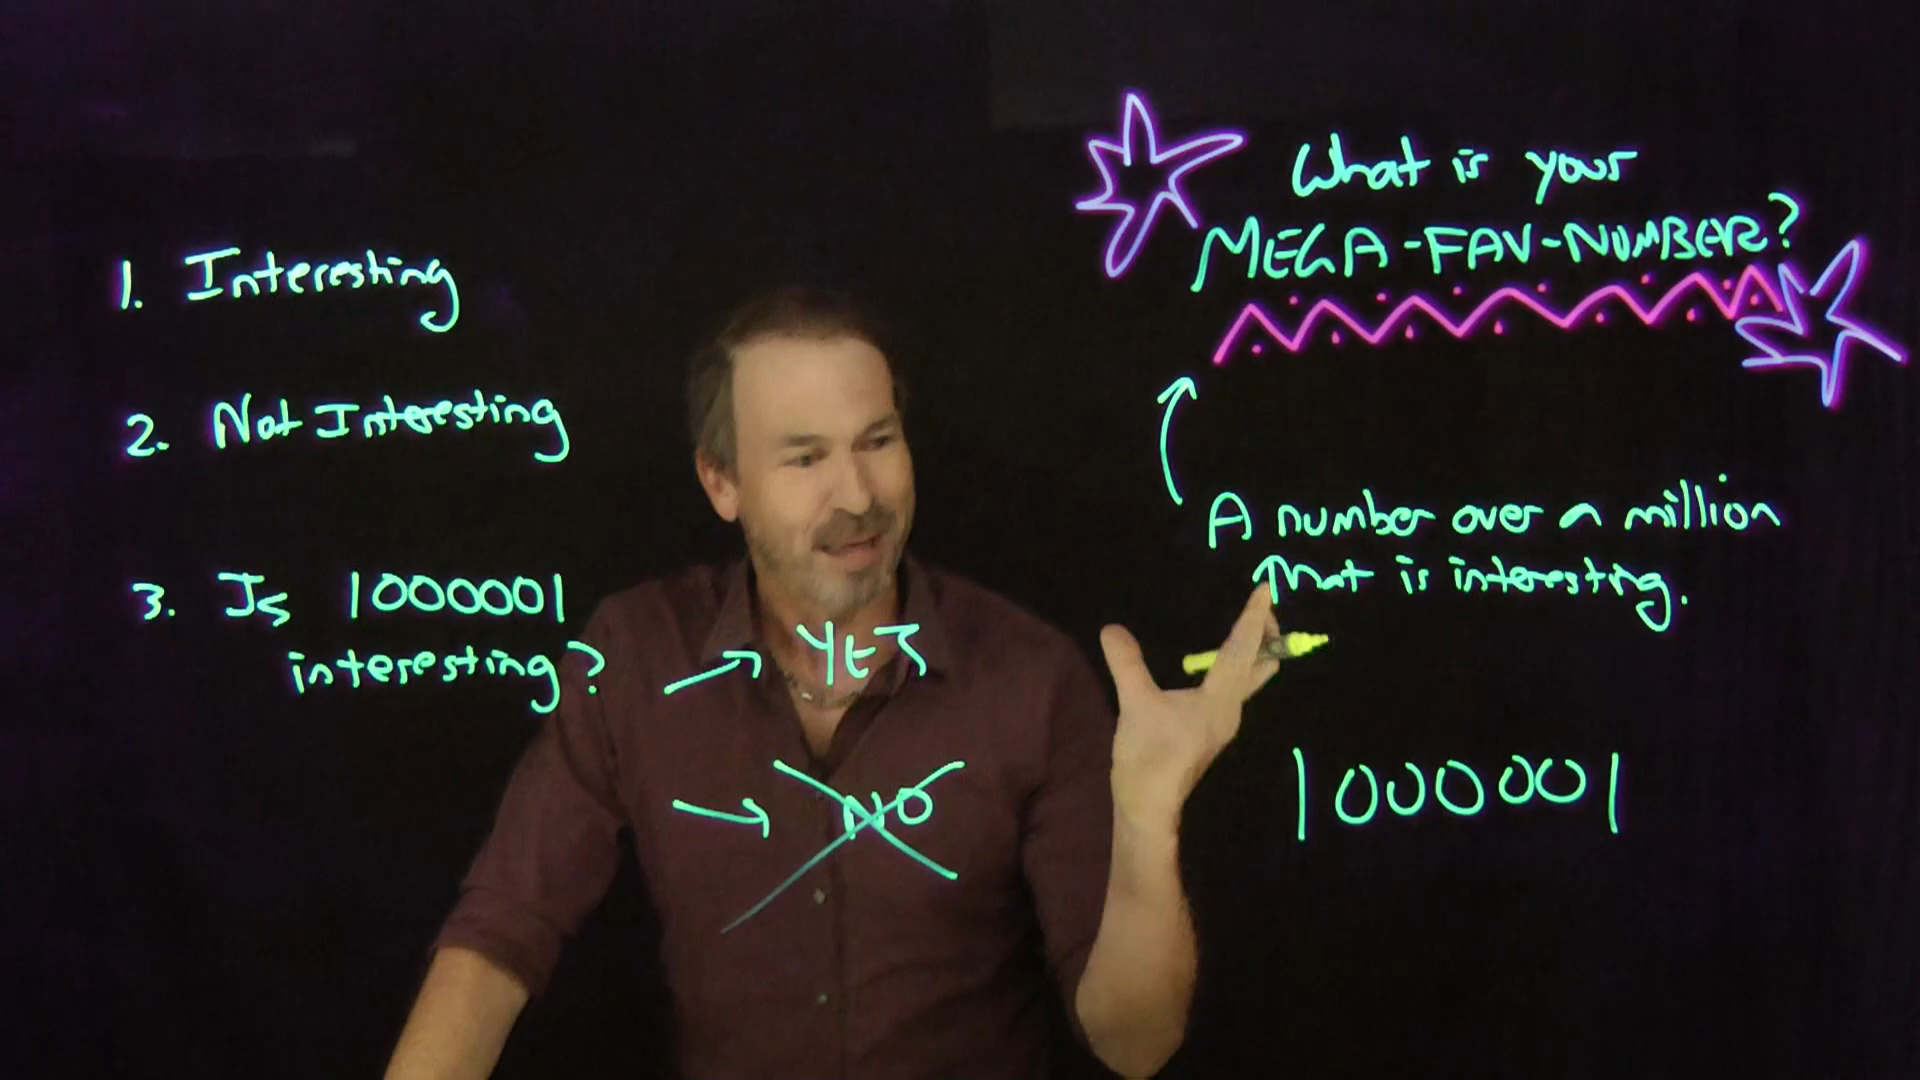 1. Interesting
2. Not Interesting
3. Is 1000001
interesting?
YES
NO
What is your
MEGA-FAV-NUMBER?
A number over a million
that is interesting.
1000001